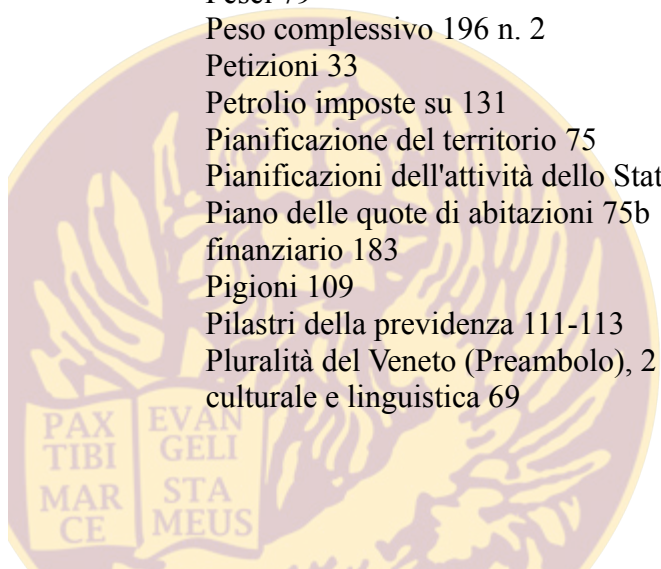 Pesci 79
Peso complessivo 196 n. 2
Petizioni 33
Petrolio imposte su 131
Pianificazione del territorio 75
Pianificazioni dell'attività dello Stat
Piano delle quote di abitazioni 75b
finanziario 183
Pigioni 109
Pilastri della previdenza 111-113
Pluralità del Veneto (Preambolo), 2
culturale e linguistica 69
PAX EVAN
TIBI GELI
MAR STA
CE MEUS